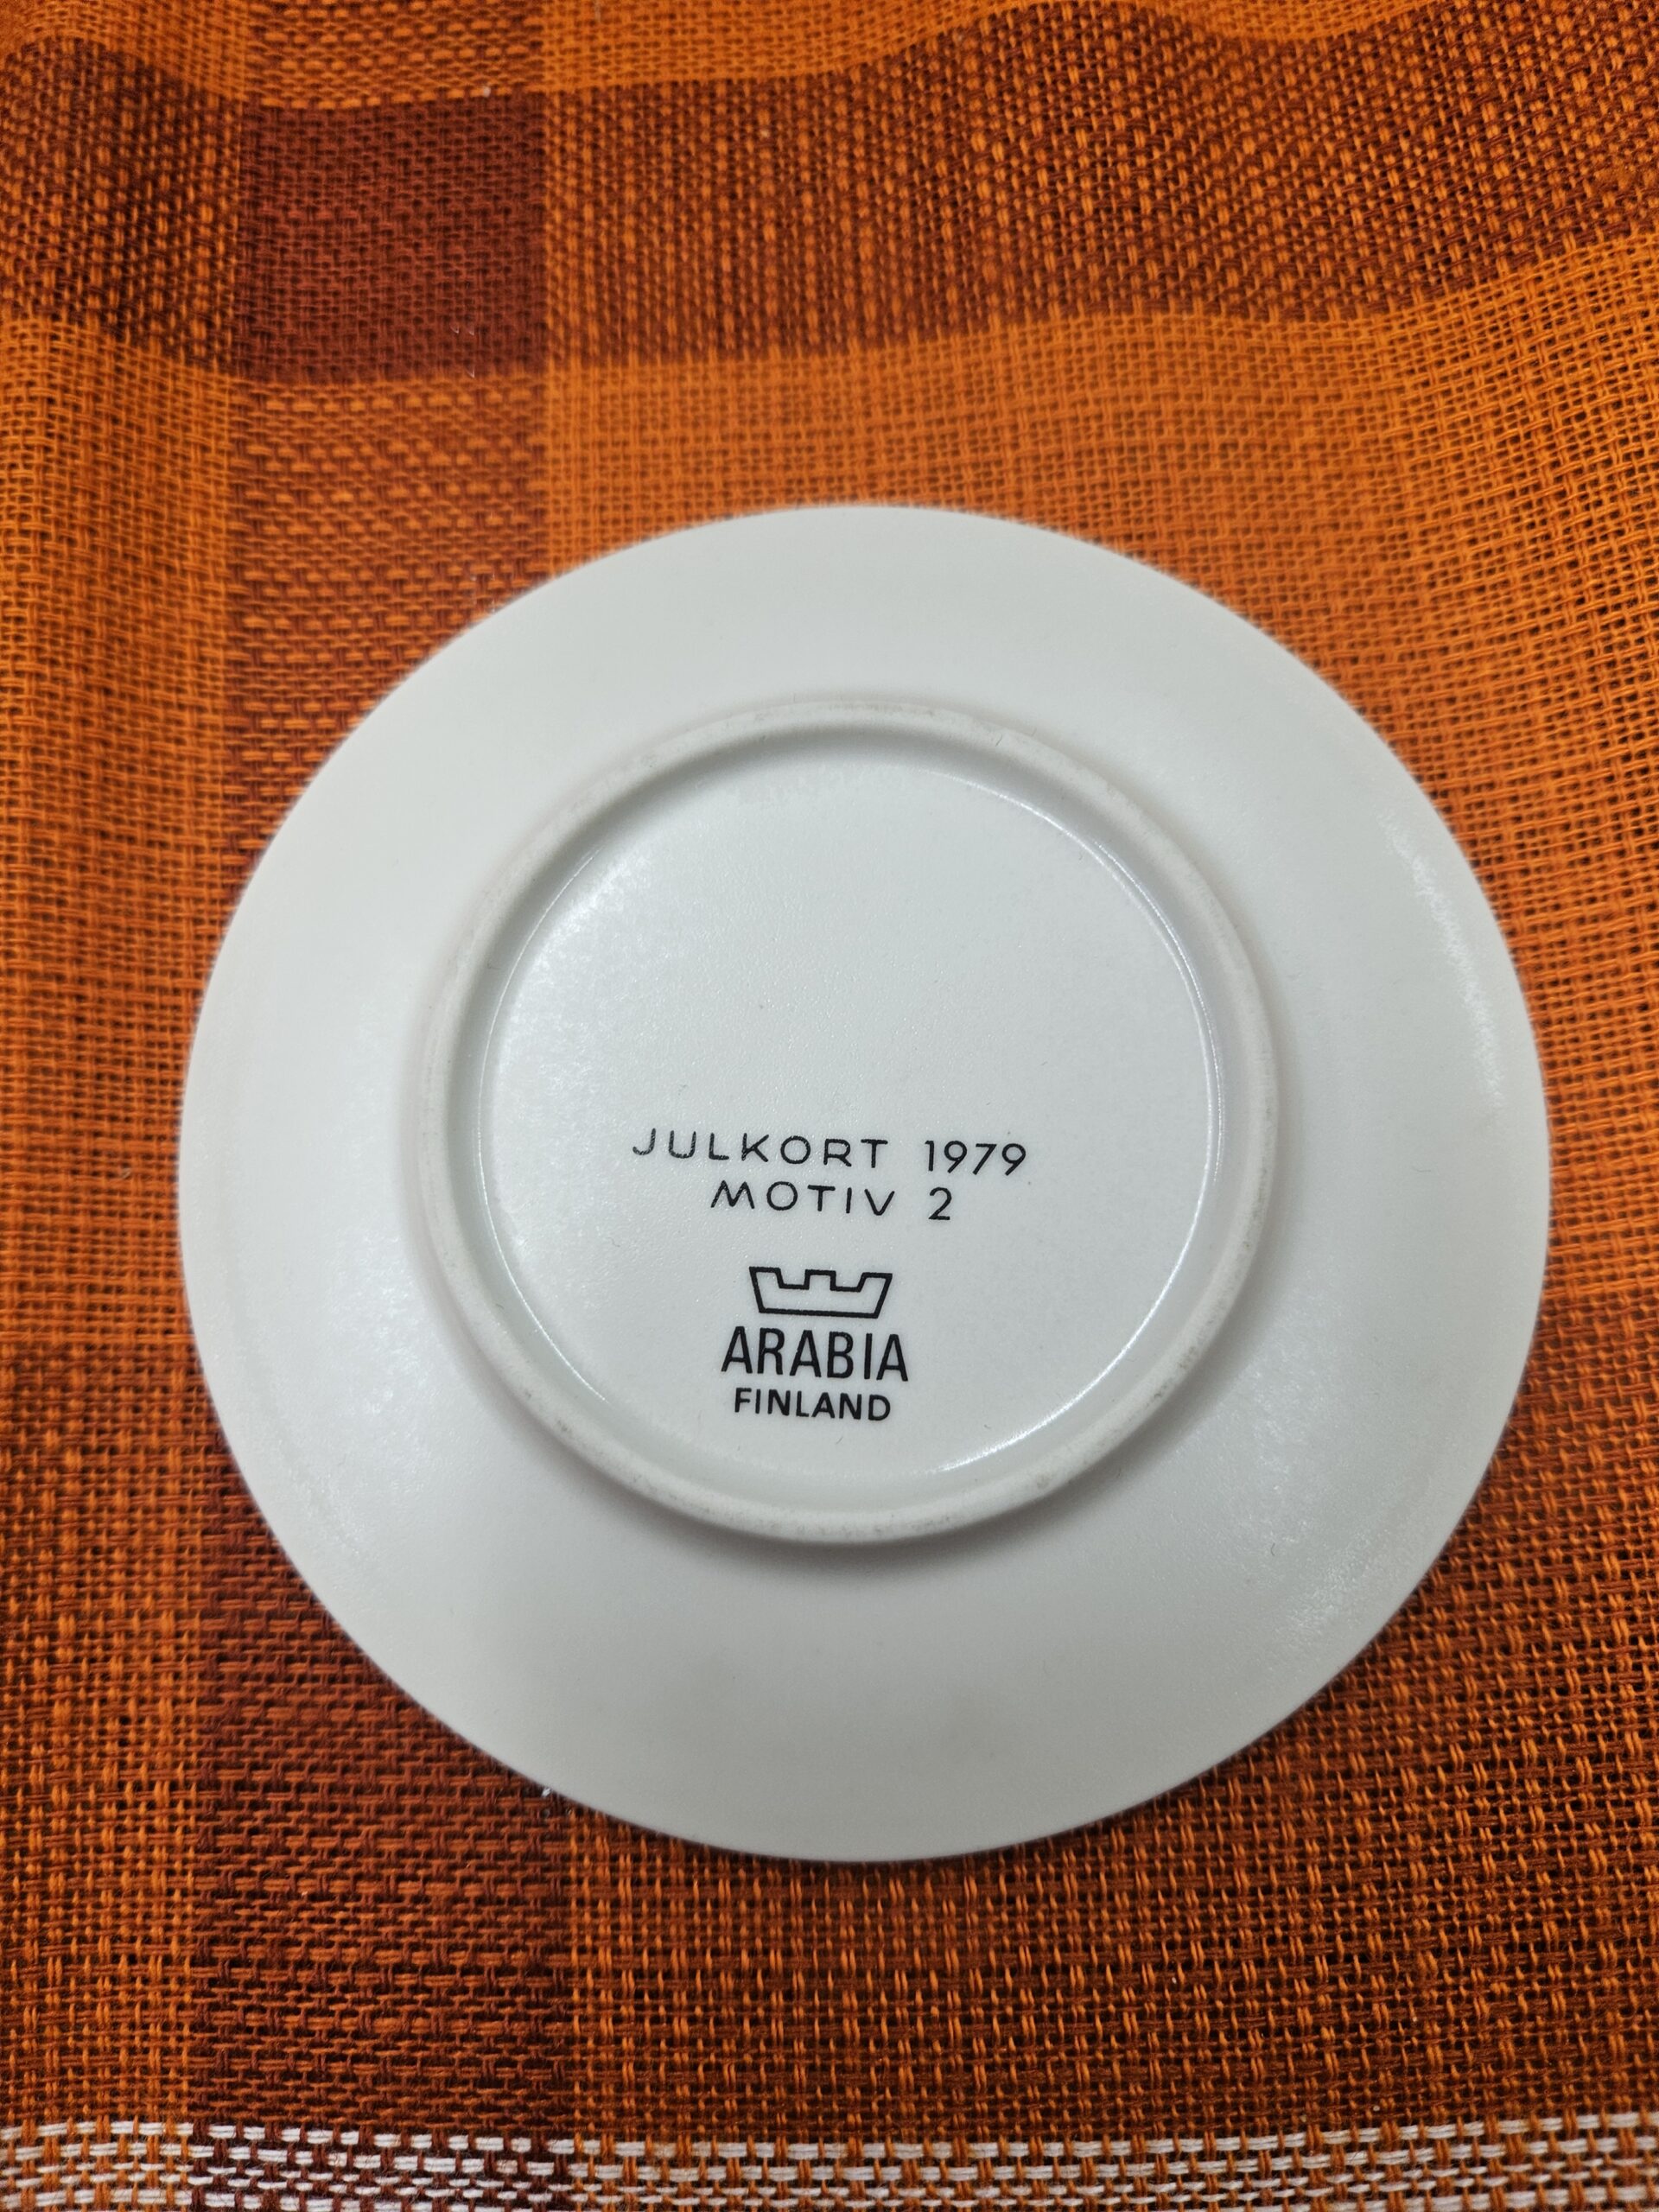 JULKORT 1979
MOTIV 2
ARABIA
FINLAND